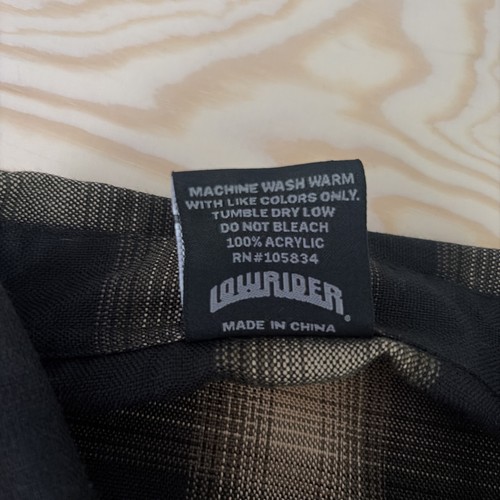 MACHINE WASH WARM
WITH LIKE COLORS ONLY.
TUMBLE DRY LOW
DO NOT BLEACH
100% ACRYLIC
RN#105834
LOWRIDER®
MADE IN CHINA